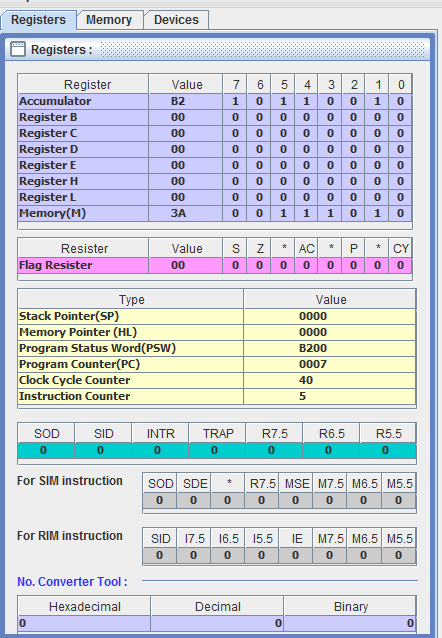 Registers Memory Devices
Registers :
Register Value 7 6 5 4 3 2 1 0
Accumulator B2 1 0 1 1 0 0 1 0
Register B 00 0 0 0 0 0 0 0 0
Register C 00 0 0 0 0 0 0 0 0
Register D 00 0 0 0 0 0 0 0 0
Register E 00 0 0 0 0 0 0 0 0
Register H 00 0 0 0 0 0 0 0 0
Register L 00 0 0 0 0 0 0 0 0
Memory(M) 3A 0 0 1 1 1 0 1 0
Resister Value S Z * AC * P * CY
Flag Resister 00 0 0 0 0 0 0 0 0
Type Value
Stack Pointer(SP) 0000
Memory Pointer (HL) 0000
Program Status Word(PSW) B200
Program Counter(PC) 0007
Clock Cycle Counter 40
Instruction Counter 5
SOD SID INTR TRAP R7.5 R6.5 R5.5
0 0 0 0 0 0 0
For SIM instruction SOD SDE * R7.5 MSE M7.5 M6.5 M5.5
0 0 0 0 0 0 0 0
For RIM instruction SID I7.5 I6.5 I5.5 IE M7.5 M6.5 M5.5
0 0 0 0 0 0 0 0
No. Converter Tool :
Hexadecimal Decimal Binary
0 0 0